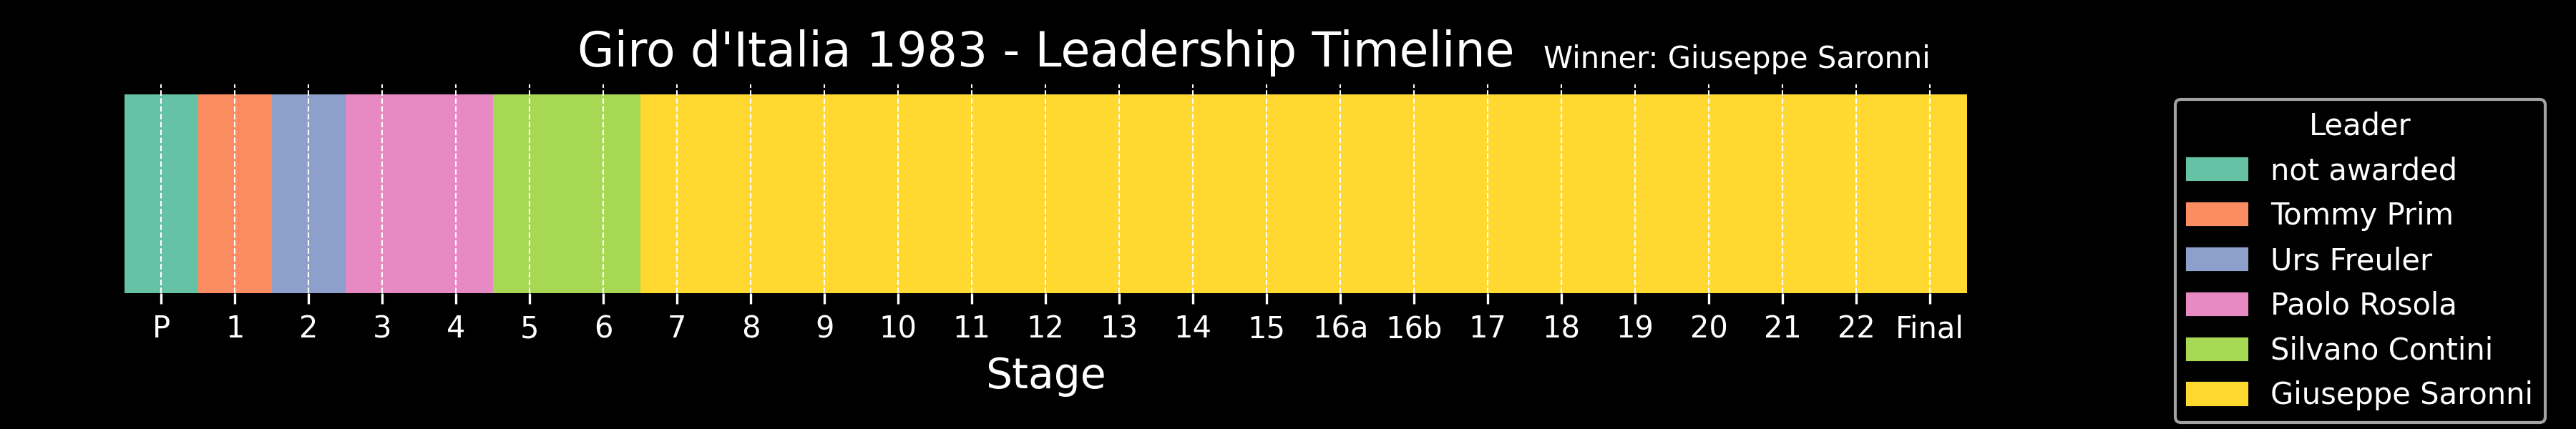 Giro d'Italia 1983 - Leadership Timeline Winner: Giuseppe Saronni
P 1 2 3 4 5 6 7 8 9 10 11 12 13 14 15 16a 16b 17 18 19 20 21 22 Final
Stage
Leader
not awarded
Tommy Prim
Urs Freuler
Paolo Rosola
Silvano Contini
Giuseppe Saronni